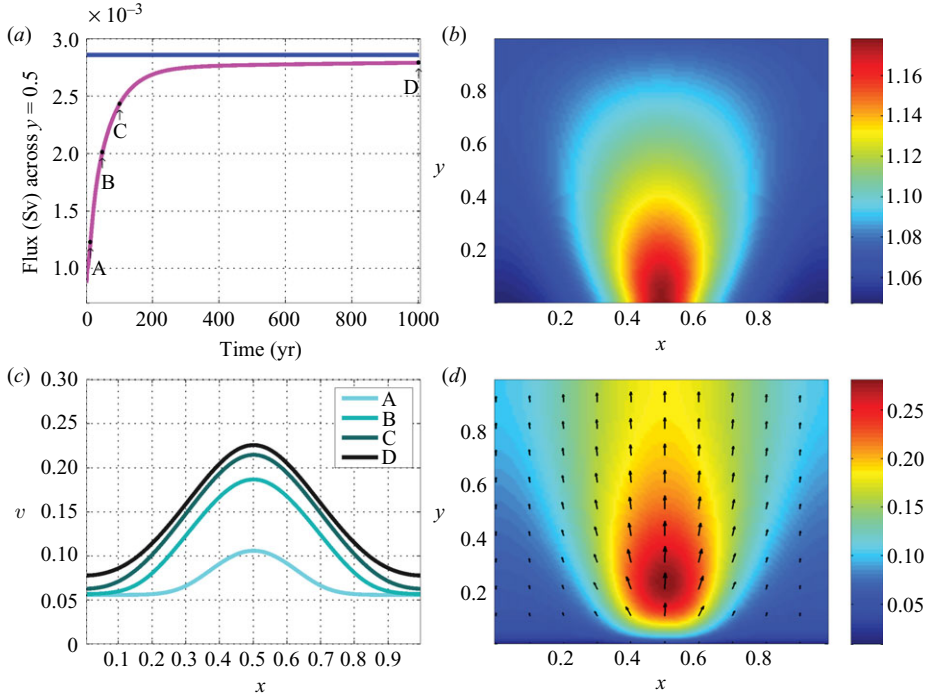 × 10⁻³
(a)
3.0
2.5
2.0
1.5
1.0
Flux (Sv) across y = 0.5
A
B
C
D
0 200 400 600 800 1000
Time (yr)
(b)
y
0.8
0.6
0.4
0.2
0.2 0.4 0.6 0.8
x
1.16
1.14
1.12
1.10
1.08
1.06
(c)
0.30
0.25
0.20
0.15
0.10
0.05
0
v
A
B
C
D
0.1 0.2 0.3 0.4 0.5 0.6 0.7 0.8 0.9
x
(d)
y
0.8
0.6
0.4
0.2
0.2 0.4 0.6 0.8
x
0.25
0.20
0.15
0.10
0.05